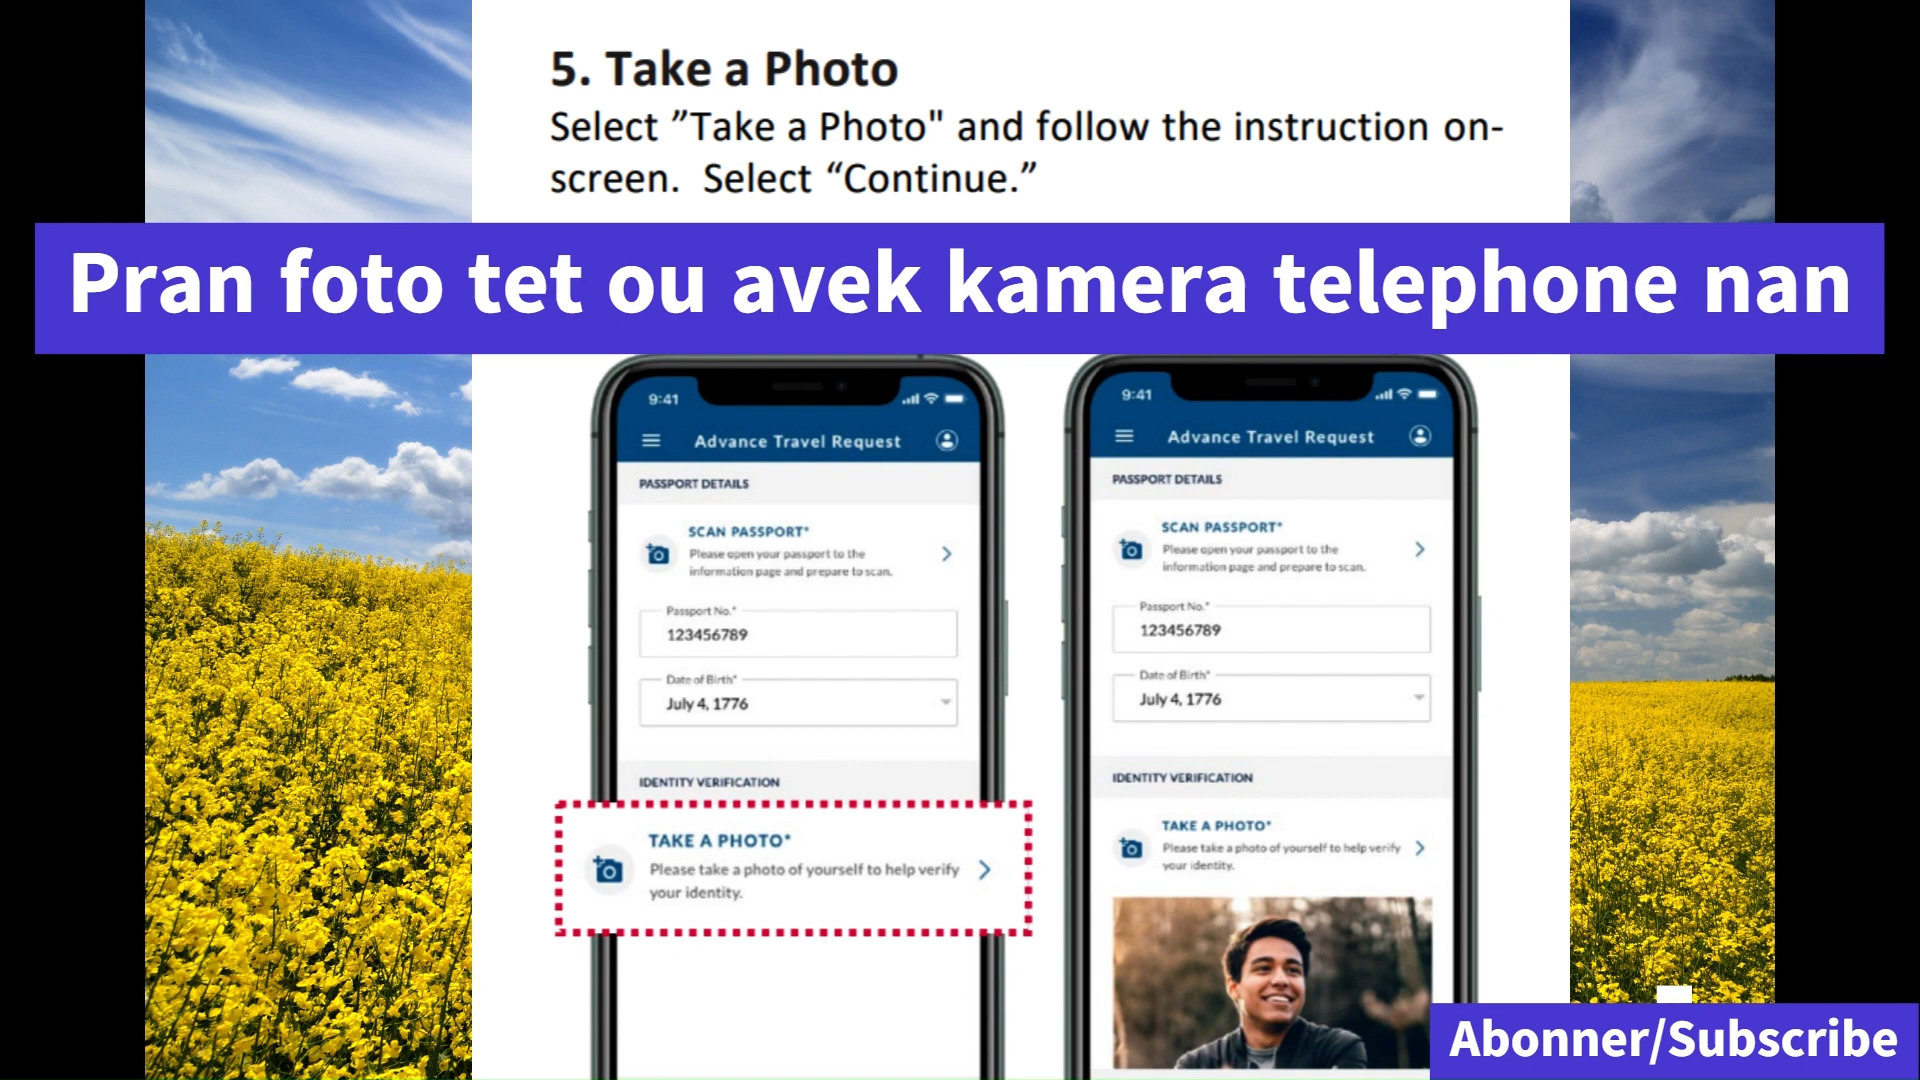 5. Take a Photo
Select ”Take a Photo" and follow the instruction on-
screen. Select “Continue.”
Pran foto tet ou avek kamera telephone nan
9:41
Advance Travel Request
PASSPORT DETAILS
SCAN PASSPORT*
Please open your passport to the
information page and prepare to scan.
Passport No.*
123456789
Date of Birth*
July 4, 1776
IDENTITY VERIFICATION
TAKE A PHOTO*
Please take a photo of yourself to help verify
your identity.
9:41
Advance Travel Request
PASSPORT DETAILS
SCAN PASSPORT*
Please open your passport to the
information page and prepare to scan.
Passport No.*
123456789
Date of Birth*
July 4, 1776
IDENTITY VERIFICATION
TAKE A PHOTO*
Please take a photo of yourself to help verify
your identity.
Abonner/Subscribe